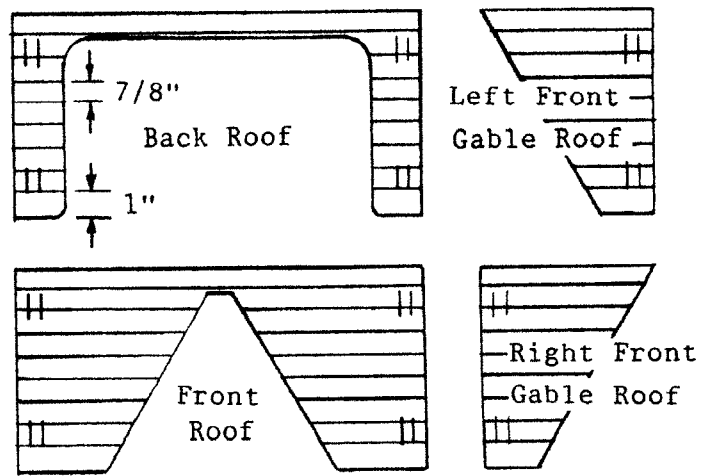 7/8"
Back Roof
1"
Left Front
Gable Roof
Front
Roof
Right Front
Gable Roof